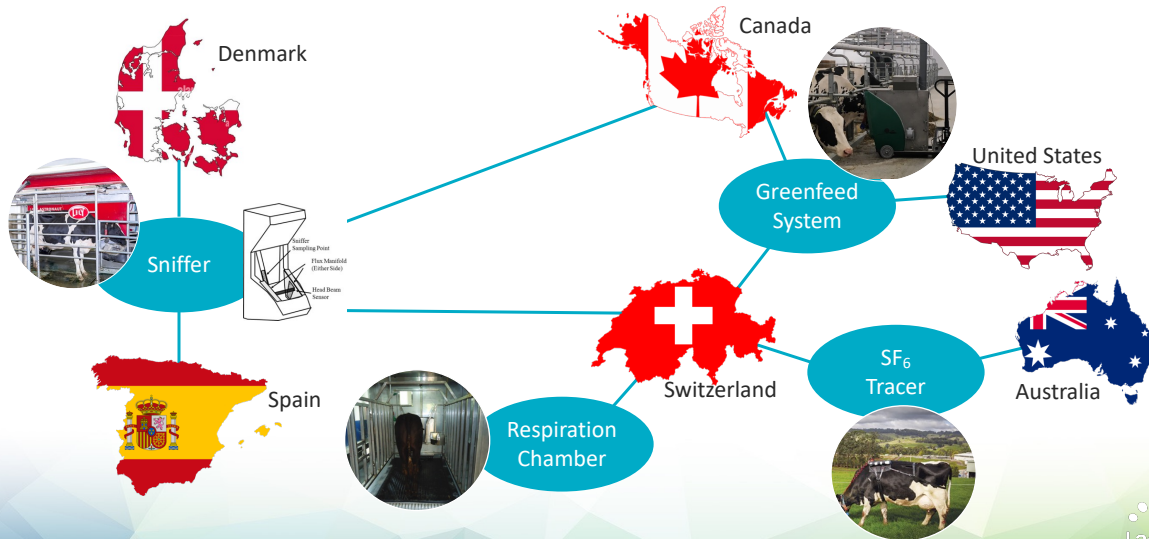 Denmark
Canada
United States
Greenfeed
System
Sniffer
Sniffer
Sampling Point
Flux Manifold
(Either Side)
Head Beam
Sensor
Switzerland
SF₆
Tracer
Australia
Spain
Respiration
Chamber